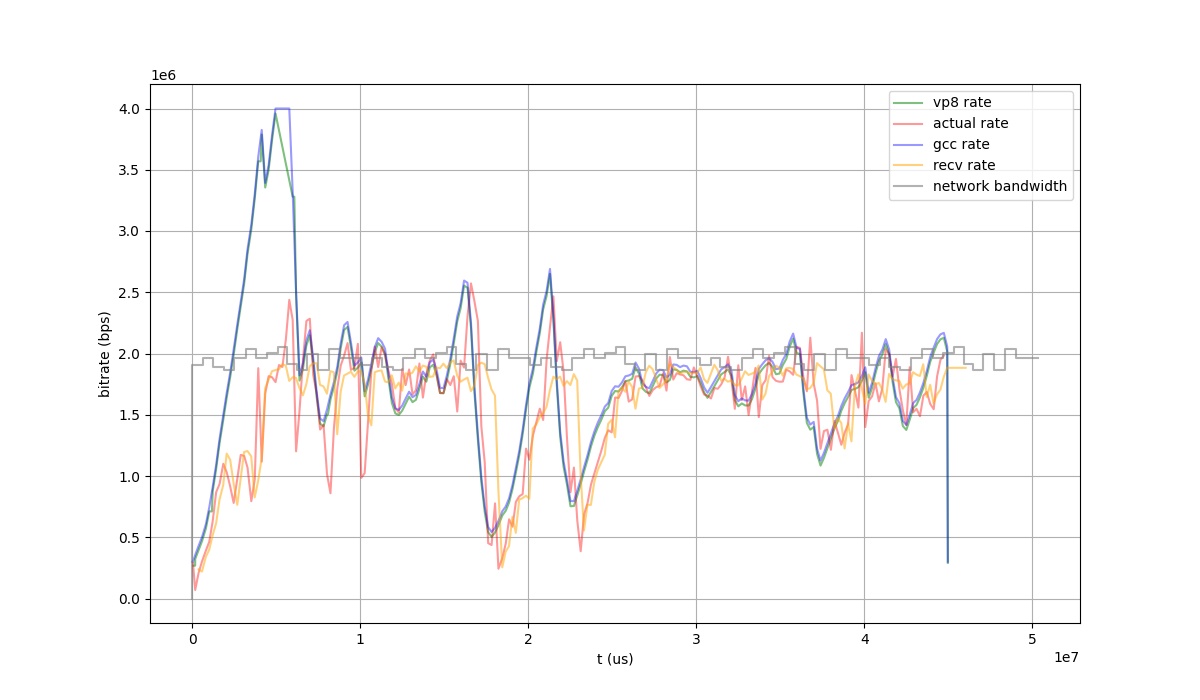 1e6
4.0
3.5
3.0
2.5
2.0
1.5
1.0
0.5
0.0
bitrate (bps)
vp8 rate
actual rate
gcc rate
recv rate
network bandwidth
0 1 2 3 4 5
t (us)
1e7